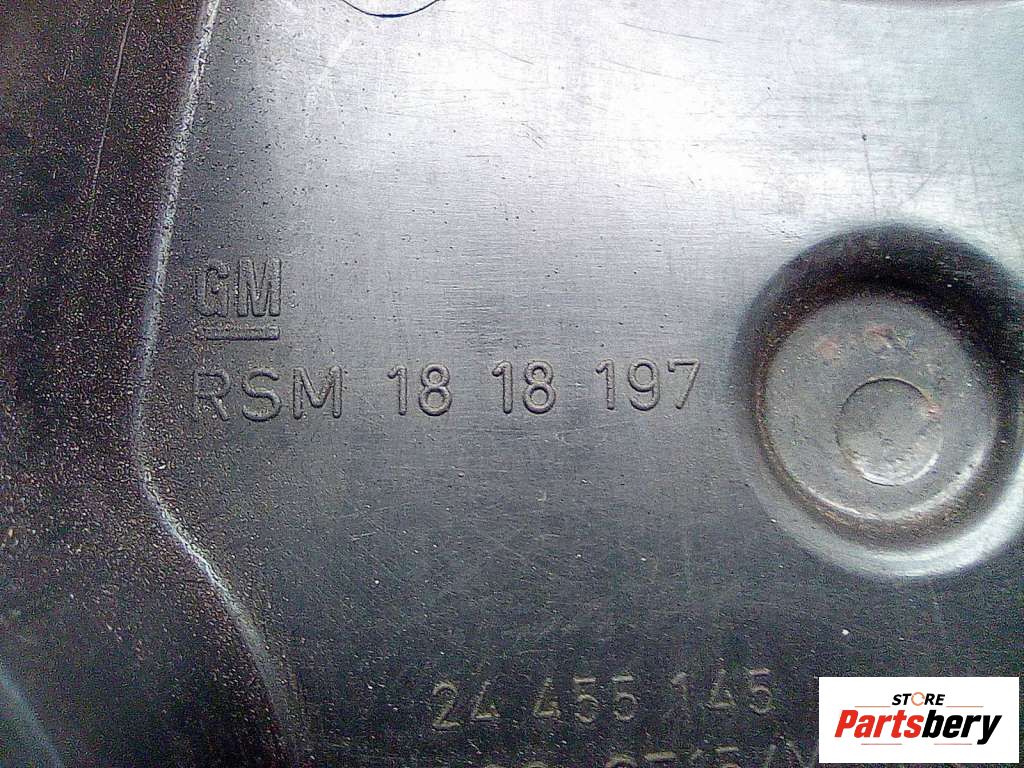 GM
RSM 18 18 197
24 455 145
STORE
Partsbery